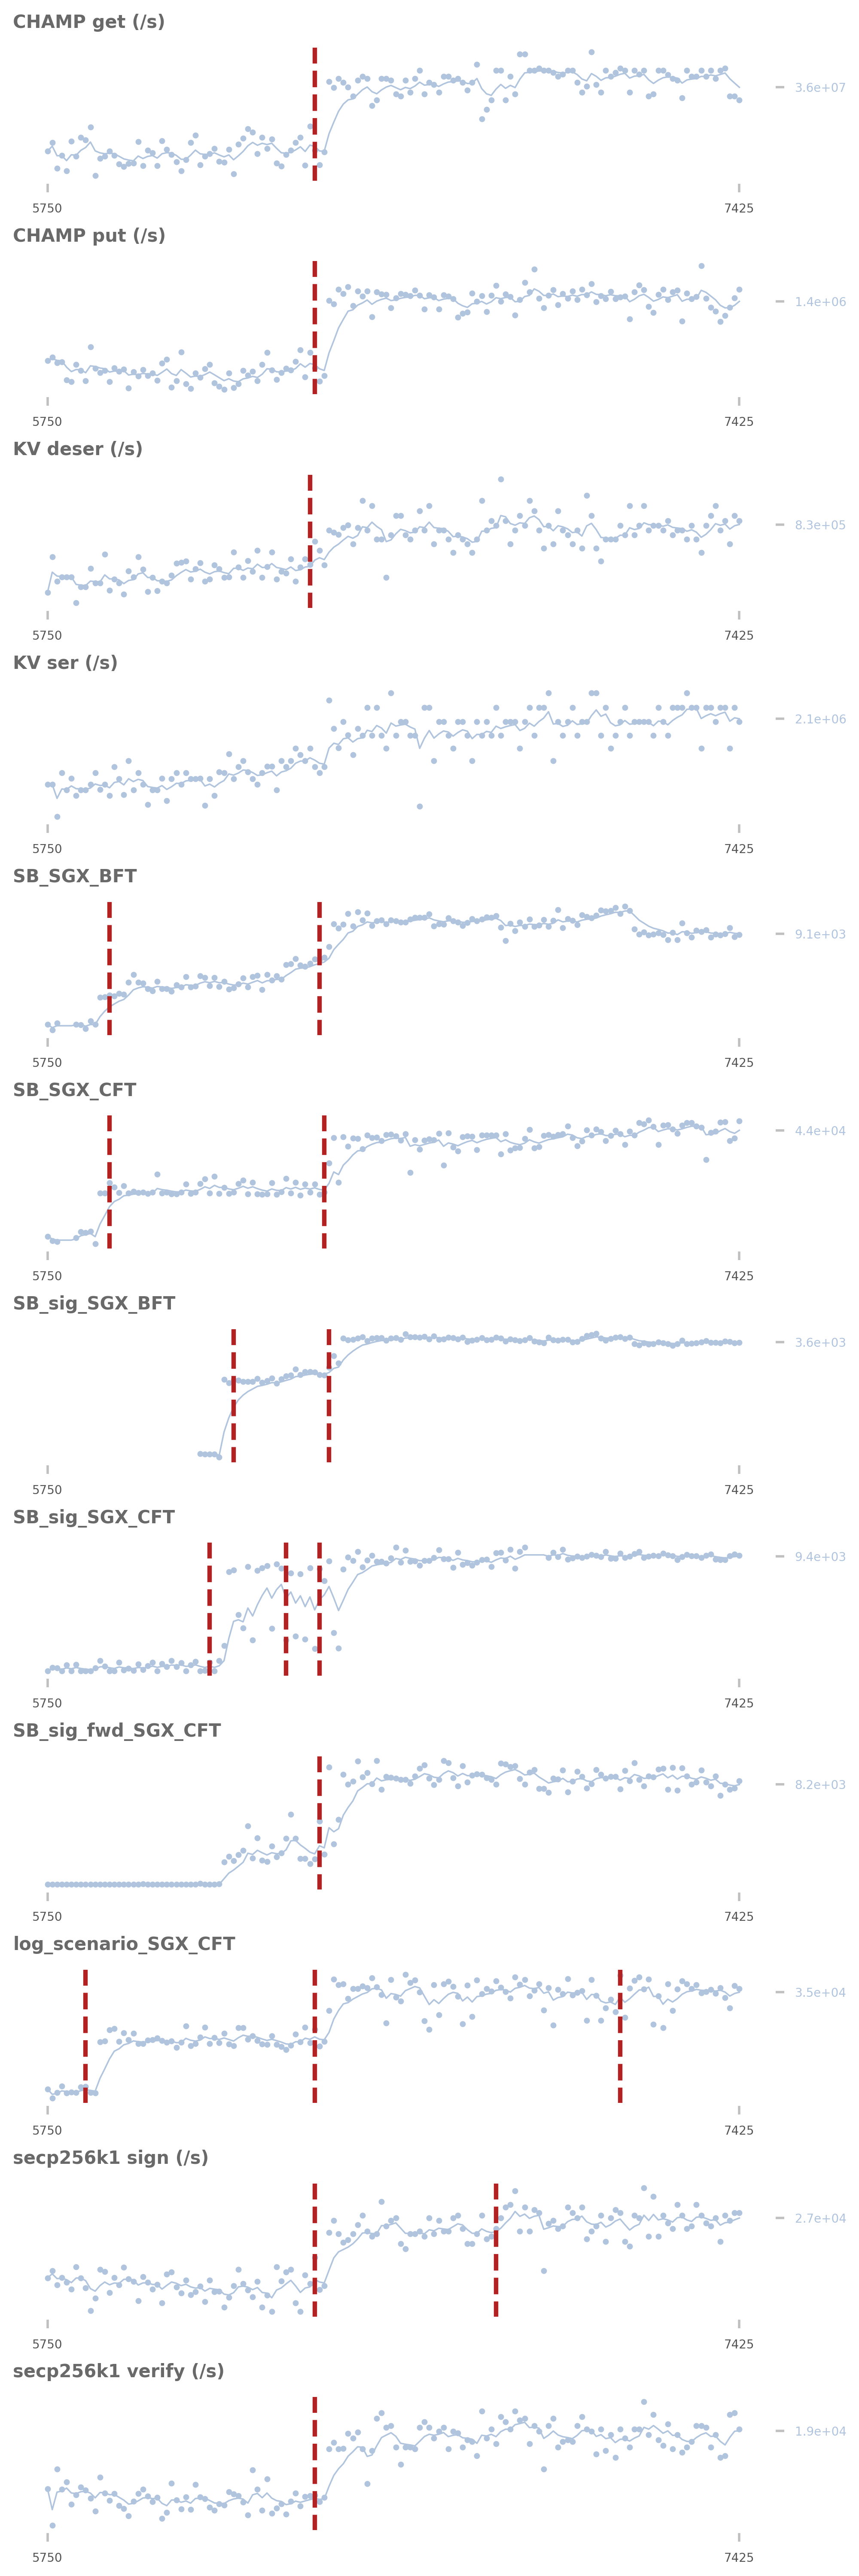 CHAMP get (/s)
3.6e+07
5750 7425
CHAMP put (/s)
1.4e+06
5750 7425
KV deser (/s)
8.3e+05
5750 7425
KV ser (/s)
2.1e+06
5750 7425
SB_SGX_BFT
9.1e+03
5750 7425
SB_SGX_CFT
4.4e+04
5750 7425
SB_sig_SGX_BFT
3.6e+03
5750 7425
SB_sig_SGX_CFT
9.4e+03
5750 7425
SB_sig_fwd_SGX_CFT
8.2e+03
5750 7425
log_scenario_SGX_CFT
3.5e+04
5750 7425
secp256k1 sign (/s)
2.7e+04
5750 7425
secp256k1 verify (/s)
1.9e+04
5750 7425